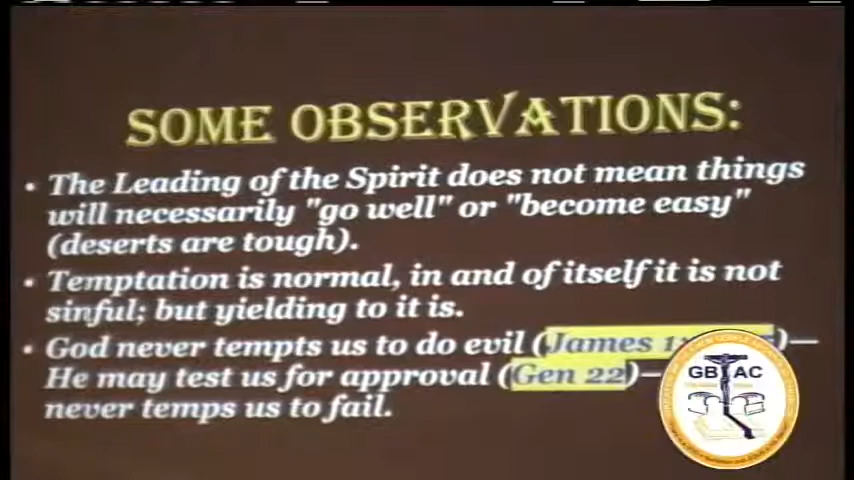 SOME OBSERVATIONS:
• The Leading of the Spirit does not mean things
will necessarily "go well" or "become easy"
(deserts are tough).
• Temptation is normal, in and of itself it is not
sinful; but yielding to it is.
• God never tempts us to do evil (James 1: )—
He may test us for approval (Gen 22)—
never temps us to fail.
GB AC